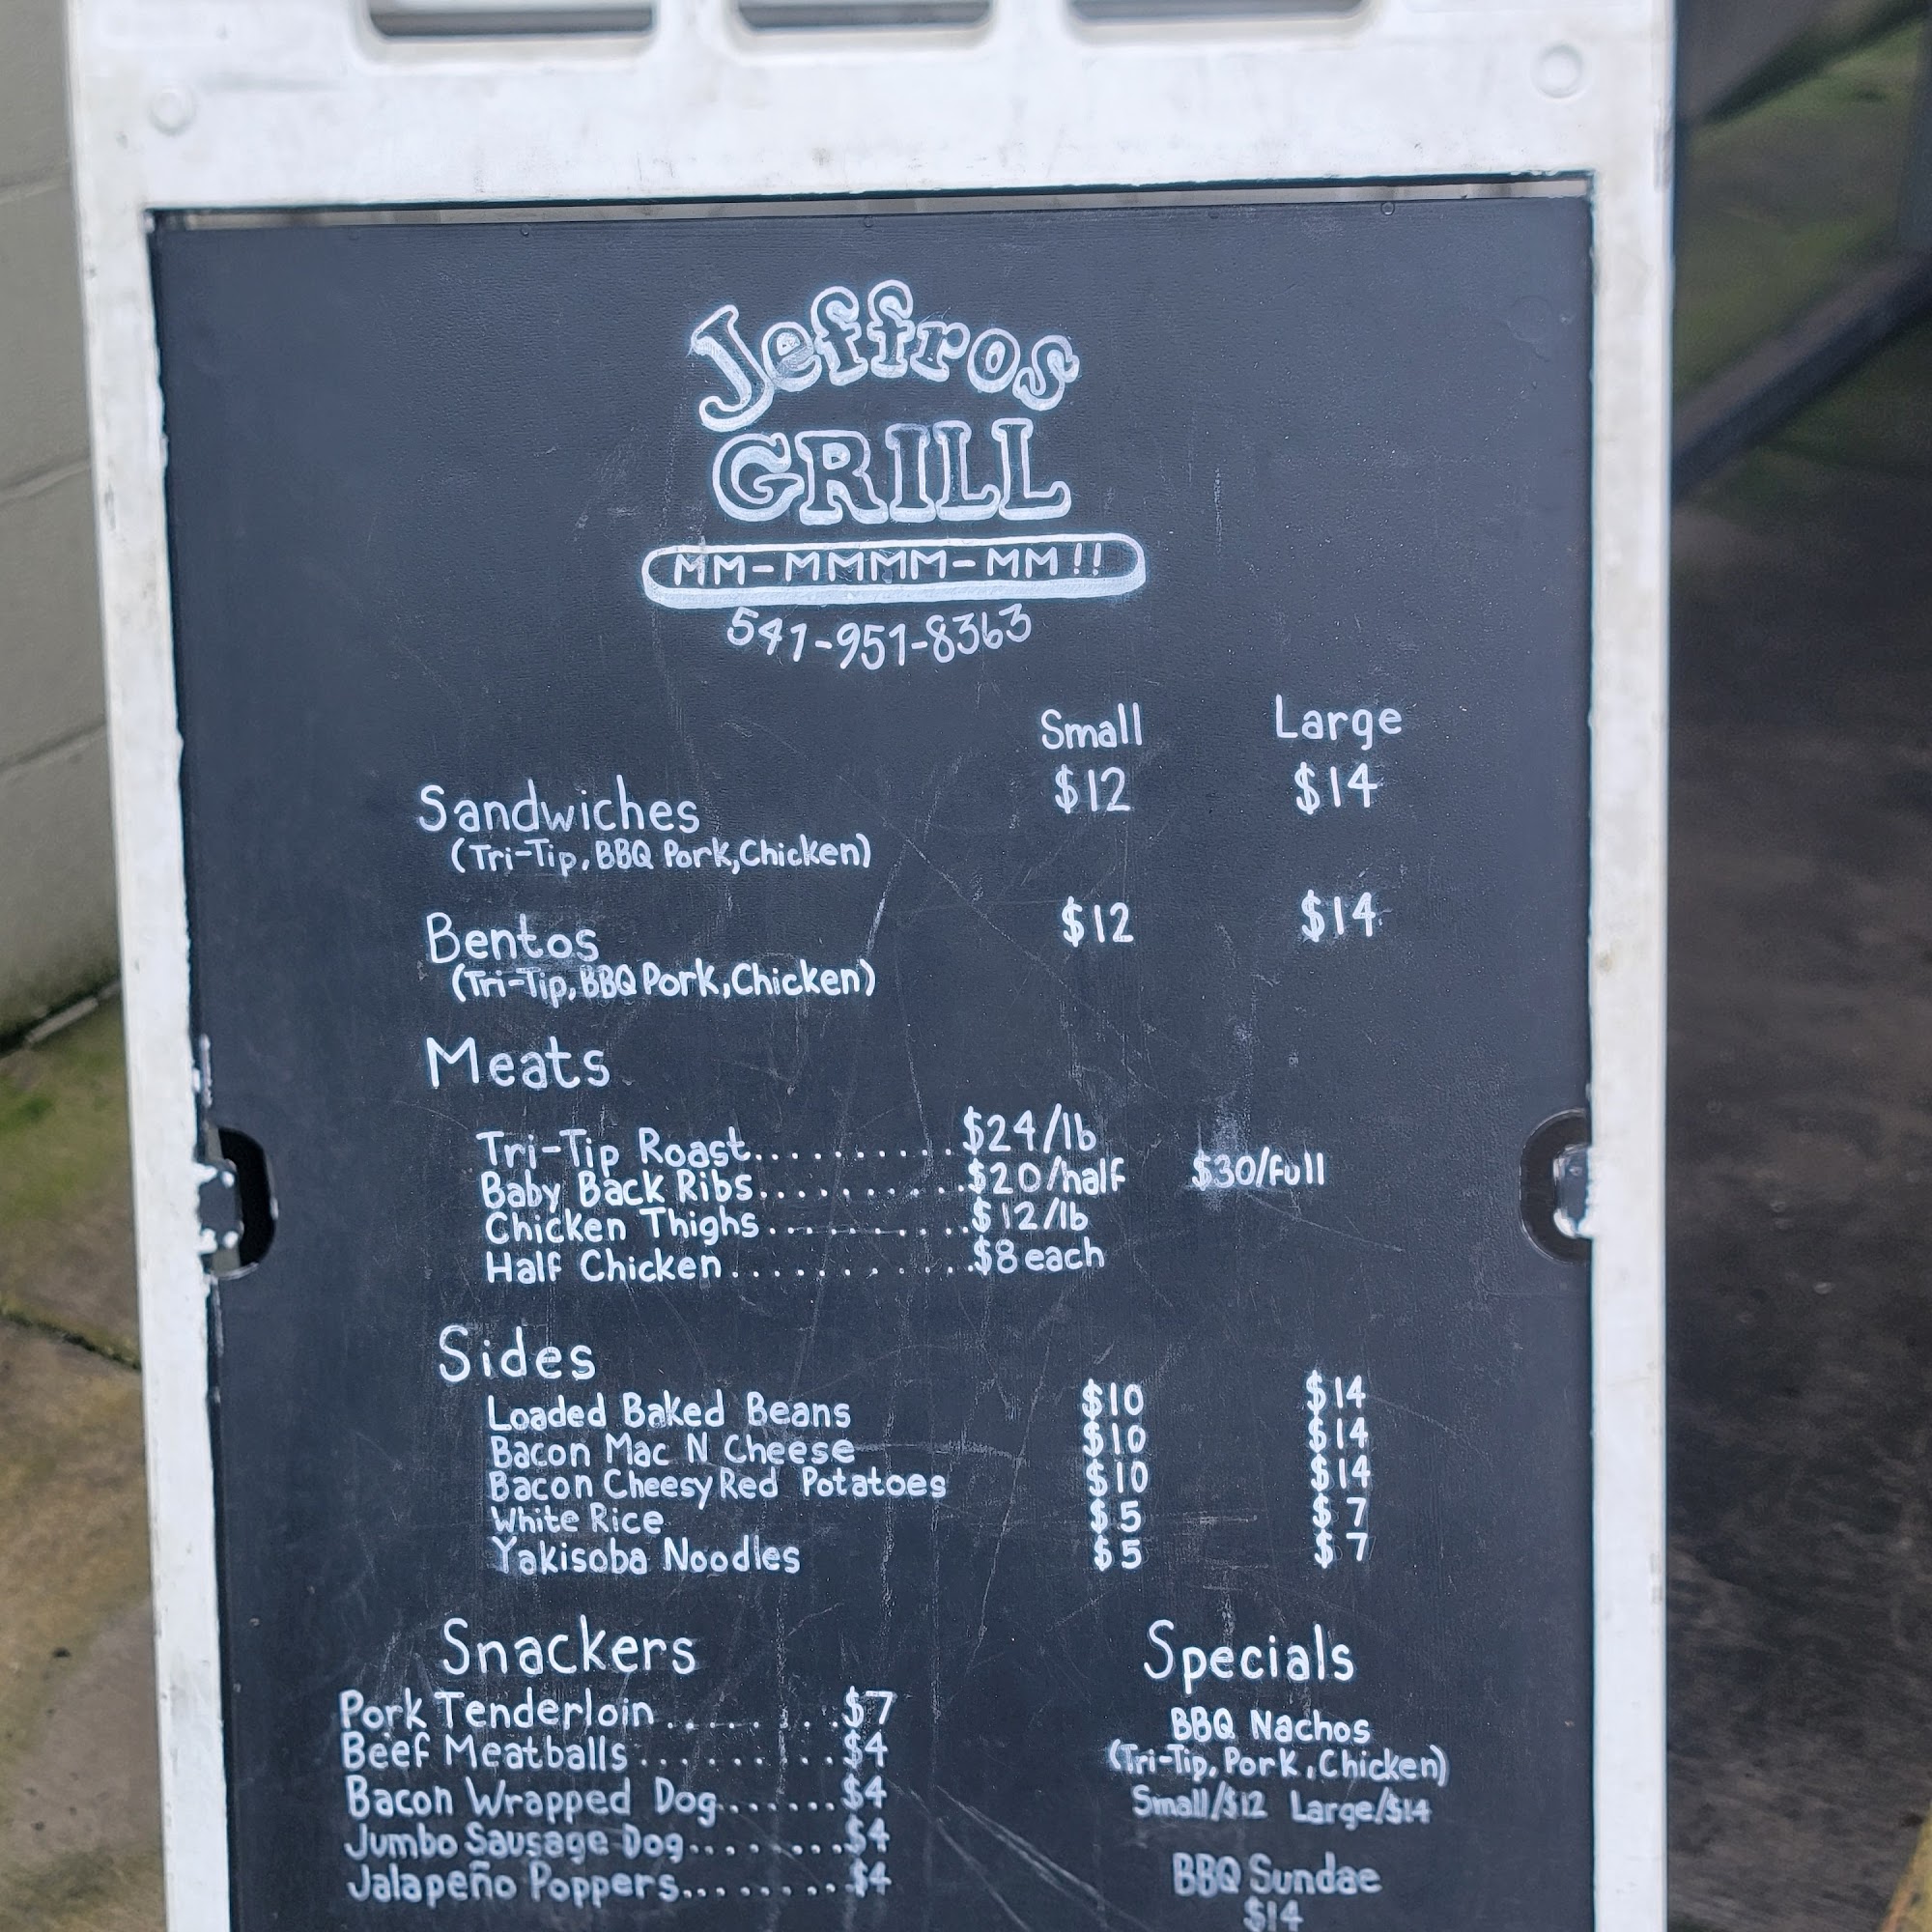 Jeffros
GRILL
MM-MMMM-MM!!
541-951-8363
Small Large
Sandwiches $12 $14
(Tri-Tip, BBQ Pork, Chicken)
Bentos $12 $14
(Tri-Tip, BBQ Pork, Chicken)
Meats
Tri-Tip Roast..........$24/lb
Baby Back Ribs..........$20/half $30/full
Chicken Thighs..........$12/lb
Half Chicken...........$8 each
Sides
Loaded Baked Beans $10 $14
Bacon Mac N Cheese $10 $14
Bacon Cheesy Red Potatoes $10 $14
White Rice $5 $7
Yakisoba Noodles $5 $7
Snackers
Pork Tenderloin........$7
Beef Meatballs.........$4
Bacon Wrapped Dog.......$4
Jumbo Sausage Dog........$4
Jalapeño Poppers.........$4
Specials
BBQ Nachos
(Tri-Tip, Pork, Chicken)
Small/$12 Large/$14
BBQ Sundae
$14